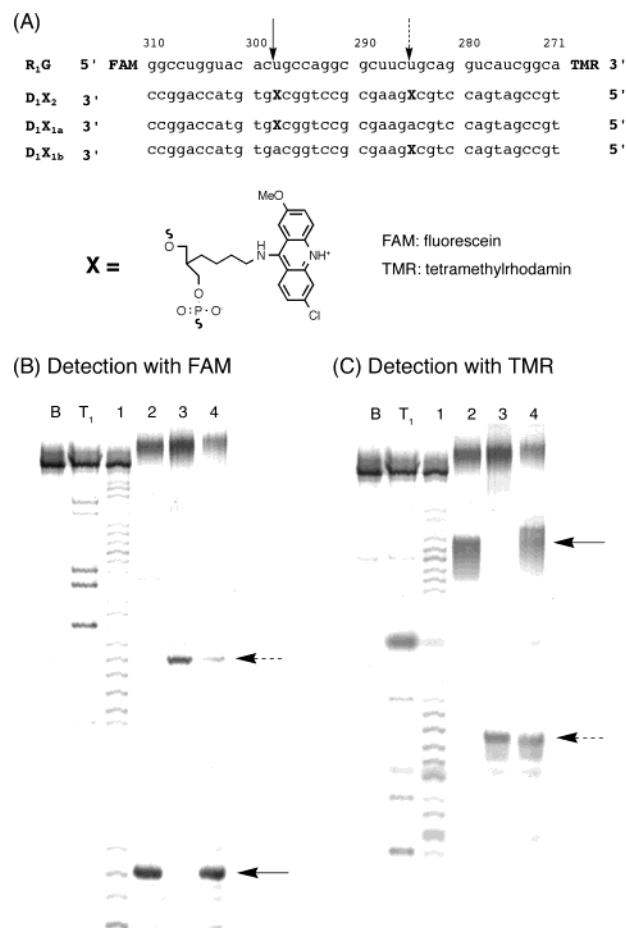 (A)
310 300 290 280 271
R₁G 5' FAM ggccugguac acugccaggc gcuucugcag gucaucggca TMR 3'
D₁X₂ 3' ccggaccatg tgXcggtccg cgaagXcgtc cagtagccgt 5'
D₁X₁ₐ 3' ccggaccatg tgXcggtccg cgaagacgtc cagtagccgt 5'
D₁X₁b 3' ccggaccatg tgacggtccg cgaagXcgtc cagtagccgt 5'
X =
MeO
H
N
NH⁺
Cl
O
O
O=P-O⁻
O
FAM: fluorescein
TMR: tetramethylrhodamin
(B) Detection with FAM
B T₁ 1 2 3 4
(C) Detection with TMR
B T₁ 1 2 3 4